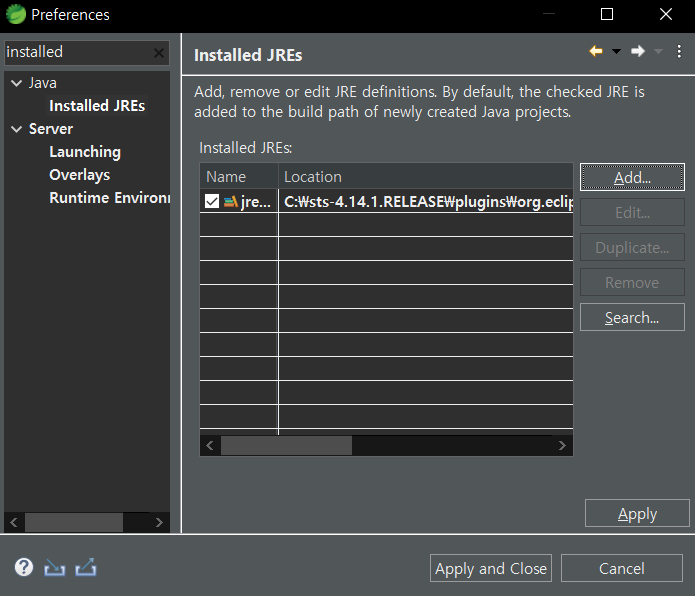 Preferences
installed
Java
Installed JREs
Server
Launching
Overlays
Runtime Environ
Installed JREs
Add, remove or edit JRE definitions. By default, the checked JRE is
added to the build path of newly created Java projects.
Installed JREs:
Name Location
jre... C:₩sts-4.14.1.RELEASE₩plugins₩org.eclip
Add...
Edit...
Duplicate...
Remove
Search...
Apply
Apply and Close Cancel